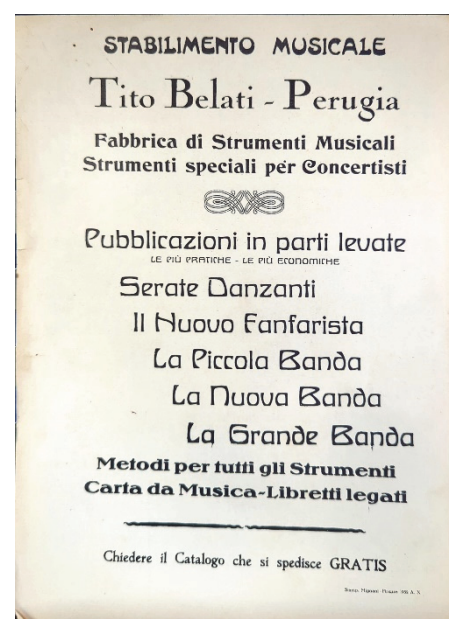 STABILIMENTO MUSICALE
Tito Belati - Perugia
Fabbrica di Strumenti Musicali
Strumenti speciali per Concertisti
Pubblicazioni in parti levate
LE PIÙ PRATICHE - LE PIÙ ECONOMICHE
Serate Danzanti
Il Nuovo Fanfarista
La Piccola Banda
La Nuova Banda
La Grande Banda
Metodi per tutti gli Strumenti
Carta da Musica-Libretti legati
Chiedere il Catalogo che si spedisce GRATIS